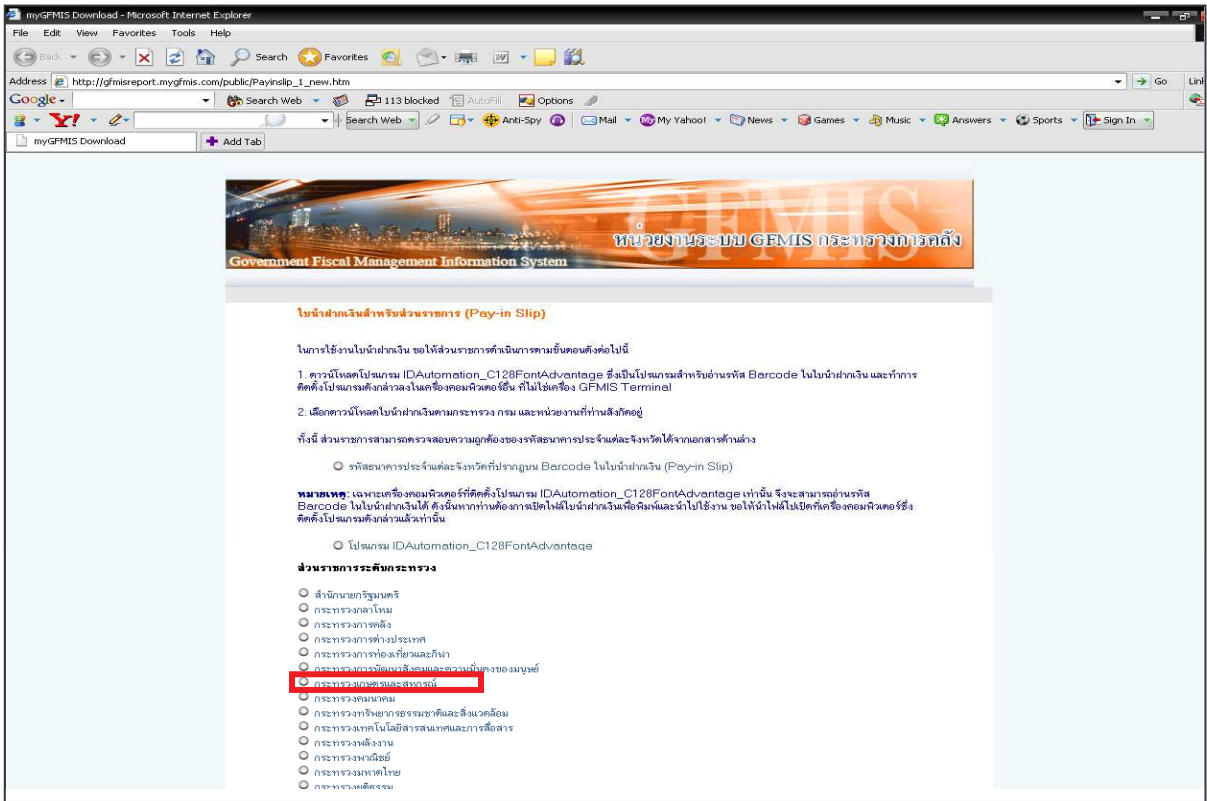 myGFMIS Download - Microsoft Internet Explorer
File Edit View Favorites Tools Help
Back Search Favorites
Address http://gfmisreport.mygfmis.com/public/Payinslip_1_new.htm Go Link
Google Search Web 113 blocked AutoFill Options
Y! Search Web Anti-Spy Mail My Yahoo! News Games Music Answers Sports Sign In
myGFMIS Download Add Tab
GFMIS
หน่วยงานระบบ GFMIS กระทรวงการคลัง
Government Fiscal Management Information System
ใบนำฝากเงินสำหรับส่วนราชการ (Pay-in Slip)
ในการใช้งานใบนำฝากเงิน ขอให้ส่วนราชการดำเนินการตามขั้นตอนดังต่อไปนี้
1. ดาวน์โหลดโปรแกรม IDAutomation_C128FontAdvantage ซึ่งเป็นโปรแกรมสำหรับอ่านรหัส Barcode ในใบนำฝากเงิน และทำการ
ติดตั้งโปรแกรมดังกล่าวลงในเครื่องคอมพิวเตอร์อื่น ที่ไม่ใช่เครื่อง GFMIS Terminal
2. เลือกดาวน์โหลดใบนำฝากเงินตามกระทรวง กรม และหน่วยงานที่ท่านสังกัดอยู่
ทั้งนี้ ส่วนราชการสามารถตรวจสอบความถูกต้องของรหัสธนาคารประจำแต่ละจังหวัดได้จากเอกสารด้านล่าง
รหัสธนาคารประจำแต่ละจังหวัดที่ปรากฏบน Barcode ในใบนำฝากเงิน (Pay-in Slip)
หมายเหตุ: เฉพาะเครื่องคอมพิวเตอร์ที่ติดตั้งโปรแกรม IDAutomation_C128FontAdvantage เท่านั้น จึงจะสามารถอ่านรหัส
Barcode ในใบนำฝากเงินได้ ดังนั้นหากท่านต้องการเปิดไฟล์ใบนำฝากเงินเพื่อพิมพ์และนำไปใช้งาน ขอให้นำไฟล์ไปเปิดที่เครื่องคอมพิวเตอร์ซึ่ง
ติดตั้งโปรแกรมดังกล่าวแล้วเท่านั้น
โปรแกรม IDAutomation_C128FontAdvantage
ส่วนราชการระดับกระทรวง
สำนักนายกรัฐมนตรี
กระทรวงกลาโหม
กระทรวงการคลัง
กระทรวงการต่างประเทศ
กระทรวงการท่องเที่ยวและกีฬา
กระทรวงการพัฒนาสังคมและความมั่นคงของมนุษย์
กระทรวงเกษตรและสหกรณ์
กระทรวงคมนาคม
กระทรวงทรัพยากรธรรมชาติและสิ่งแวดล้อม
กระทรวงเทคโนโลยีสารสนเทศและการสื่อสาร
กระทรวงพลังงาน
กระทรวงพาณิชย์
กระทรวงมหาดไทย
กระทรวงยุติธรรม